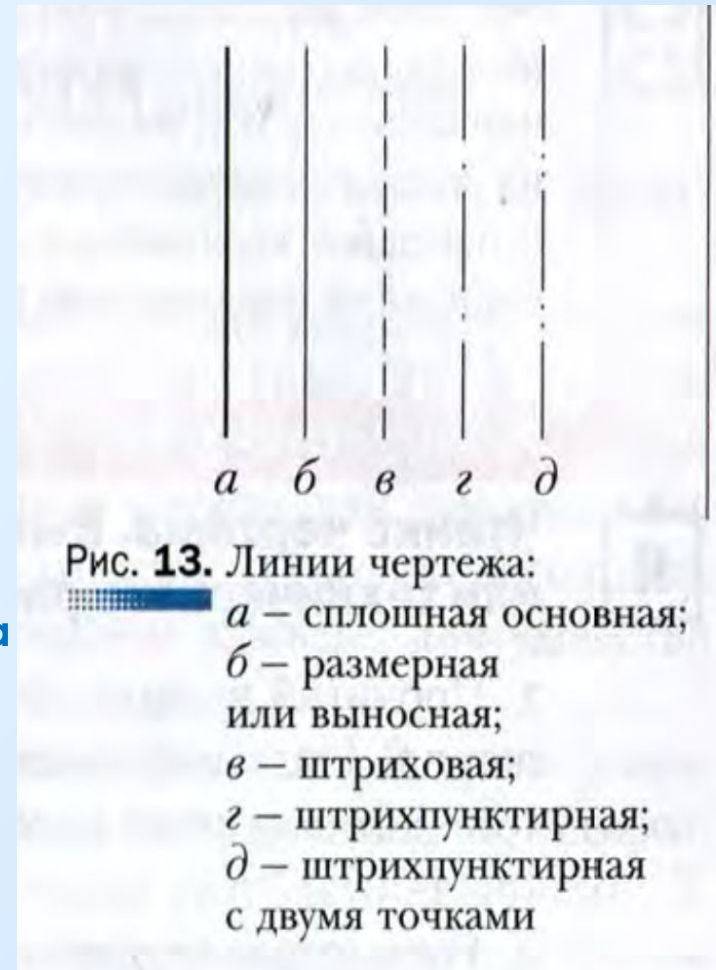 а б в г д
Рис. 13. Линии чертежа:
а – сплошная основная;
б – размерная
или выносная;
в – штриховая;
г – штрихпунктирная;
д – штрихпунктирная
с двумя точками
а